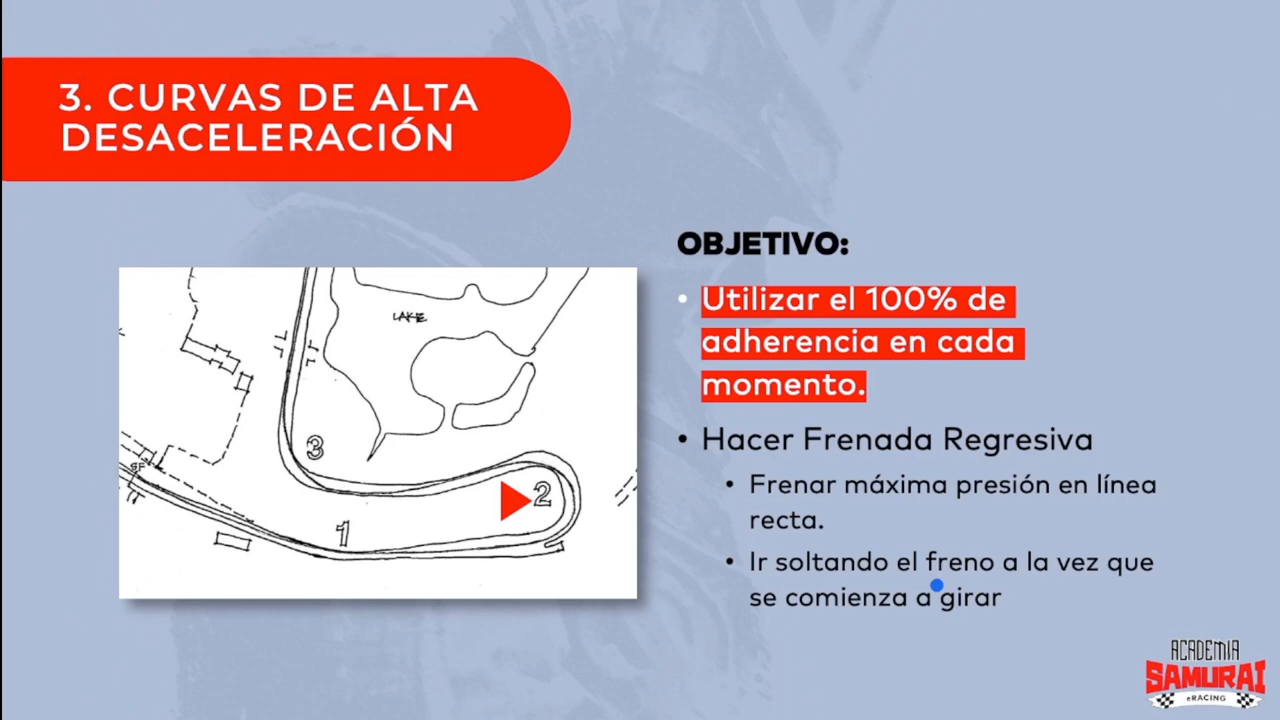 3. CURVAS DE ALTA
DESACELERACIÓN
OBJETIVO:
• Utilizar el 100% de
adherencia en cada
momento.
• Hacer Frenada Regresiva
• Frenar máxima presión en línea
recta.
• Ir soltando el freno a la vez que
se comienza a girar
LAKE
3
2
1
SF
ACADEMIA
SAMURAI
eRACING